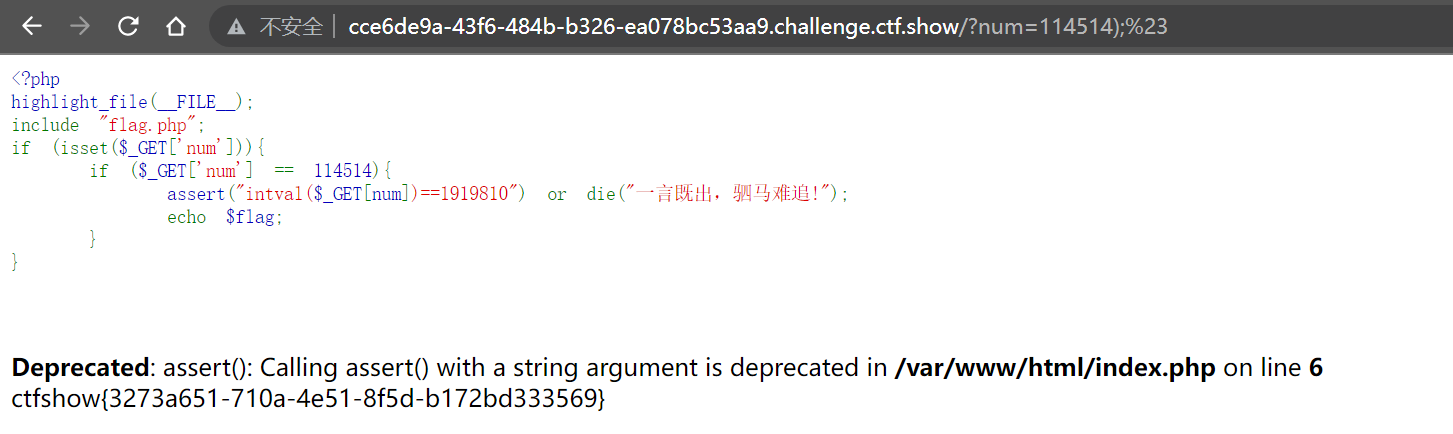 不安全 cce6de9a-43f6-484b-b326-ea078bc53aa9.challenge.ctf.show/?num=114514);%23
<?php
highlight_file(__FILE__);
include "flag.php";
if (isset($_GET['num'])){
if ($_GET['num'] == 114514){
assert("intval($_GET[num])==1919810") or die("一言既出，驷马难追!");
echo $flag;
}
}
Deprecated: assert(): Calling assert() with a string argument is deprecated in /var/www/html/index.php on line 6
ctfshow{3273a651-710a-4e51-8f5d-b172bd333569}